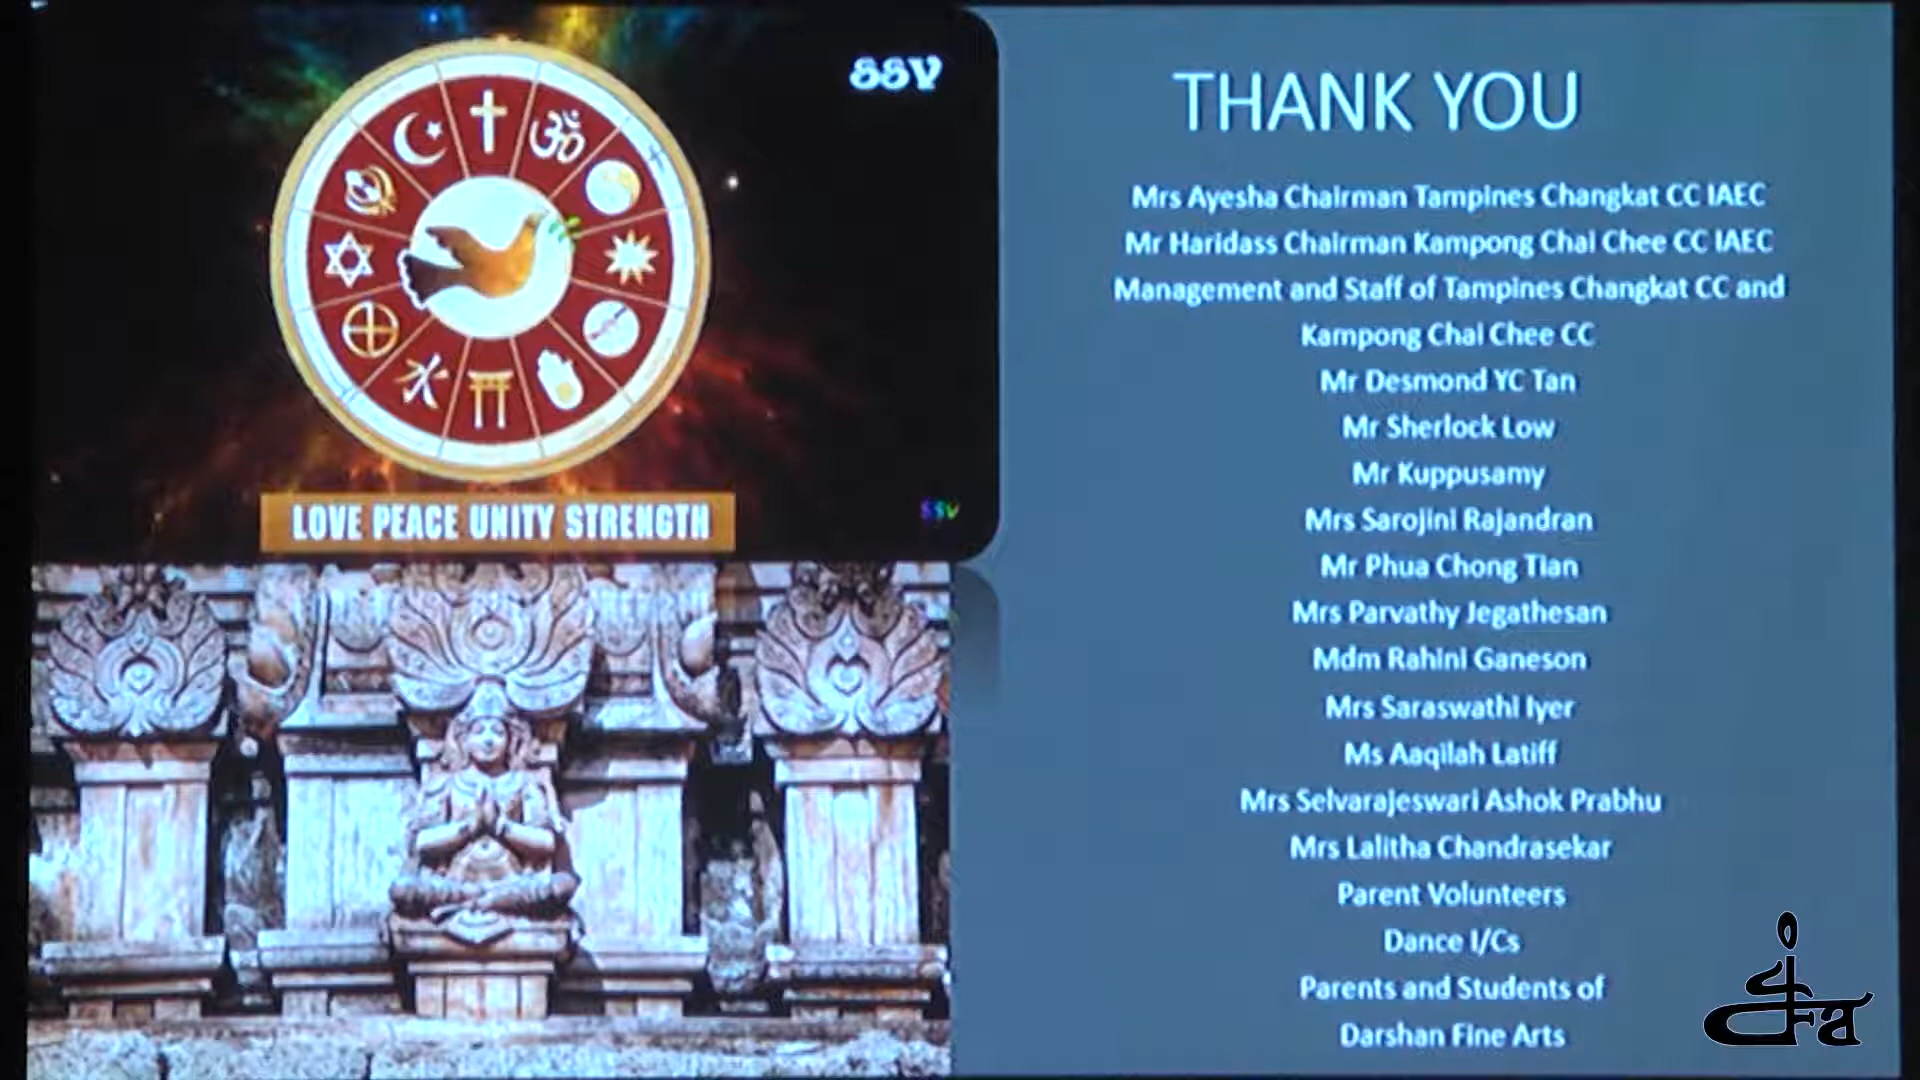 SSV
LOVE PEACE UNITY STRENGTH
SSV
THANK YOU
Mrs Ayesha Chairman Tampines Changkat CC IAEC
Mr Haridass Chairman Kampong Chai Chee CC IAEC
Management and Staff of Tampines Changkat CC and
Kampong Chai Chee CC
Mr Desmond YC Tan
Mr Sherlock Low
Mr Kuppusamy
Mrs Sarojini Rajandran
Mr Phua Chong Tian
Mrs Parvathy Jegathesan
Mdm Rahini Ganeson
Mrs Saraswathi Iyer
Ms Aaqilah Latiff
Mrs Selvarajeswari Ashok Prabhu
Mrs Lalitha Chandrasekar
Parent Volunteers
Dance I/Cs
Parents and Students of
Darshan Fine Arts